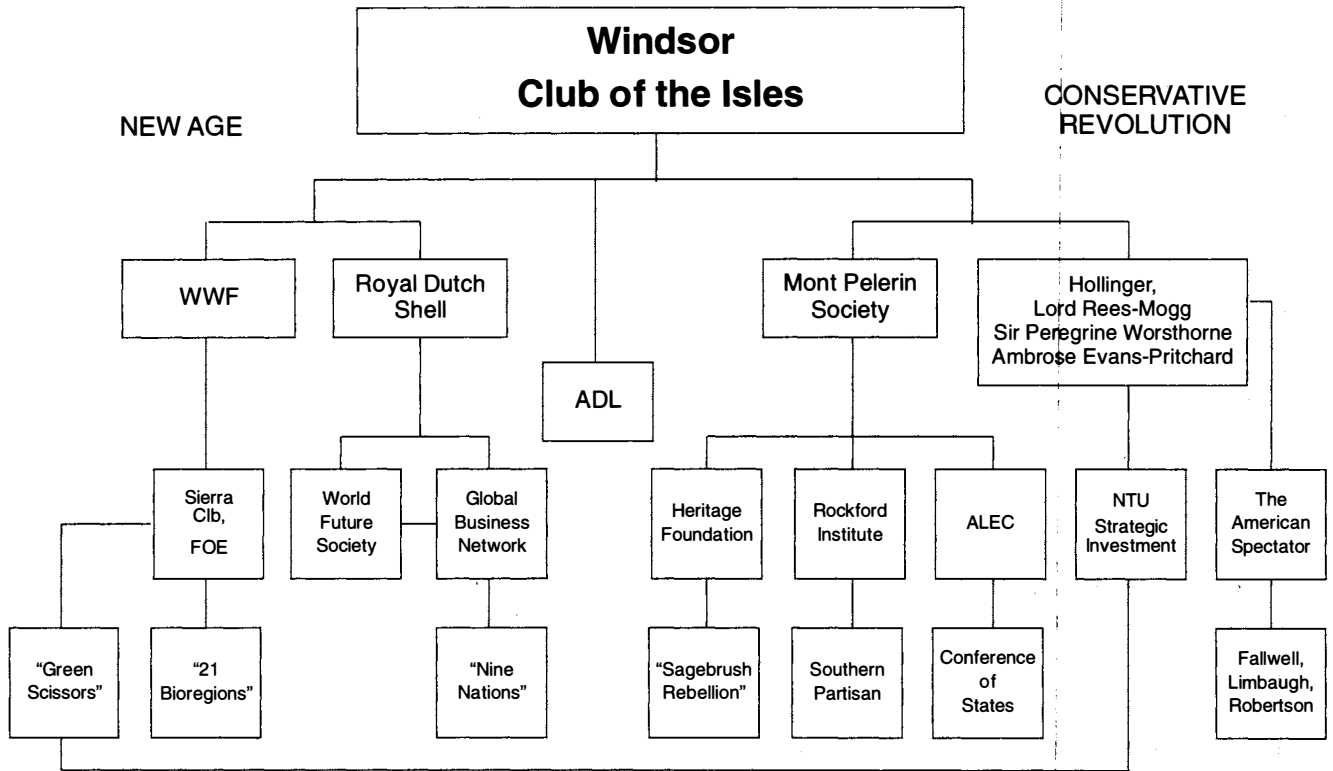 Windsor
Club of the Isles
NEW AGE
CONSERVATIVE
REVOLUTION
WWF
Royal Dutch
Shell
ADL
Mont Pelerin
Society
Hollinger,
Lord Rees-Mogg
Sir Peregrine Worsthorne
Ambrose Evans-Pritchard
Sierra
Clb,
FOE
World
Future
Society
Global
Business
Network
Heritage
Foundation
Rockford
Institute
ALEC
NTU
Strategic
Investment
The
American
Spectator
“Green
Scissors”
“21
Bioregions”
“Nine
Nations”
“Sagebrush
Rebellion”
Southern
Partisan
Conference
of
States
Fallwell,
Limbaugh,
Robertson